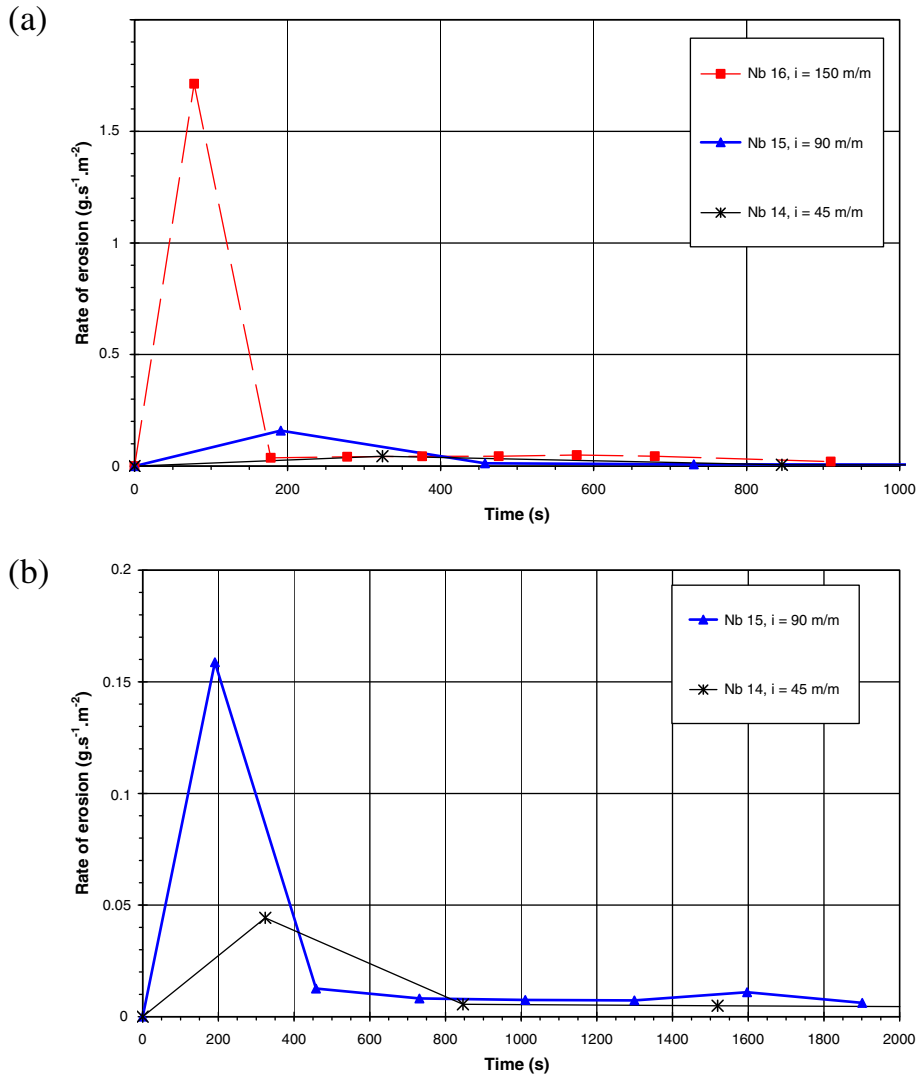 (a)
Rate of erosion (g.s⁻¹.m⁻²)
1.5
1
0.5
0
0 200 400 600 800 1000
Time (s)
Nb 16, i = 150 m/m
Nb 15, i = 90 m/m
Nb 14, i = 45 m/m
(b)
Rate of erosion (g.s⁻¹.m⁻²)
0.2
0.15
0.1
0.05
0
0 200 400 600 800 1000 1200 1400 1600 1800 2000
Time (s)
Nb 15, i = 90 m/m
Nb 14, i = 45 m/m